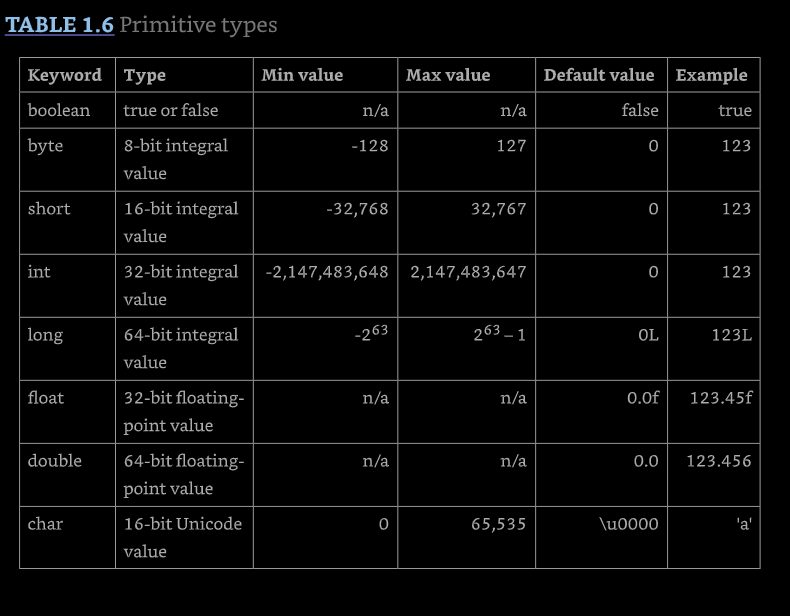 TABLE 1.6 Primitive types
Keyword Type Min value Max value Default value Example
boolean true or false n/a n/a false true
byte 8-bit integral -128 127 0 123
value
short 16-bit integral -32,768 32,767 0 123
value
int 32-bit integral -2,147,483,648 2,147,483,647 0 123
value
long 64-bit integral -2⁶³ 2⁶³ – 1 0L 123L
value
float 32-bit floating- n/a n/a 0.0f 123.45f
point value
double 64-bit floating- n/a n/a 0.0 123.456
point value
char 16-bit Unicode 0 65,535 \u0000 'a'
value